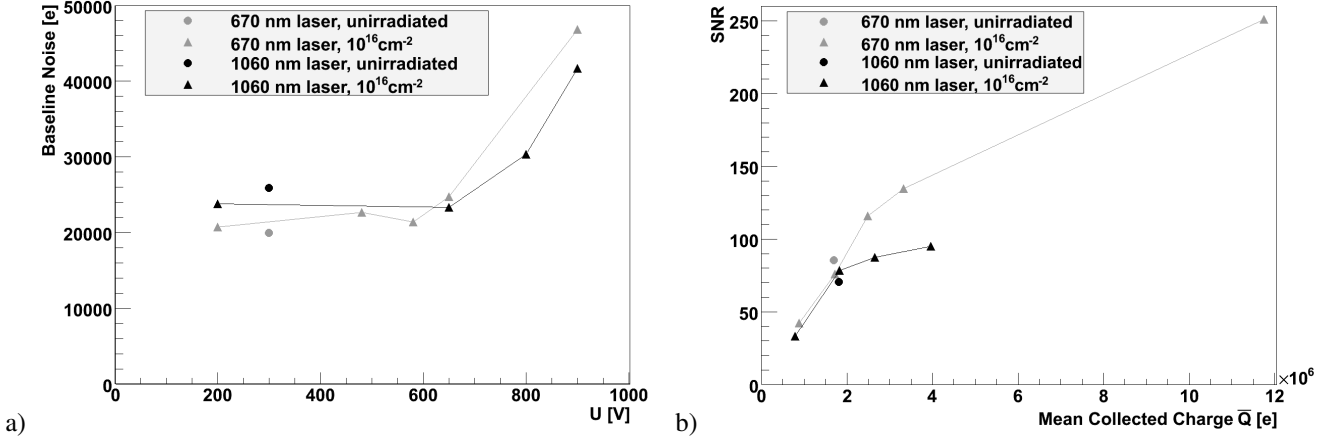 Baseline Noise [e]
50000
40000
30000
20000
10000
0
670 nm laser, unirradiated
670 nm laser, 10¹⁶cm⁻²
1060 nm laser, unirradiated
1060 nm laser, 10¹⁶cm⁻²
0 200 400 600 800 1000
U [V]
a)
SNR
250
200
150
100
50
0
670 nm laser, unirradiated
670 nm laser, 10¹⁶cm⁻²
1060 nm laser, unirradiated
1060 nm laser, 10¹⁶cm⁻²
0 2 4 6 8 10 12
×10⁶
Mean Collected Charge Q̅ [e]
b)